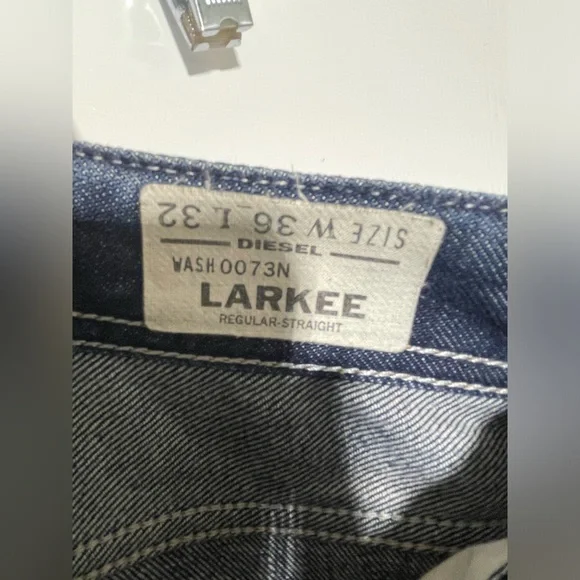 SIZE W 36 L 32
DIESEL
WASH 0073N
LARKEE
REGULAR-STRAIGHT